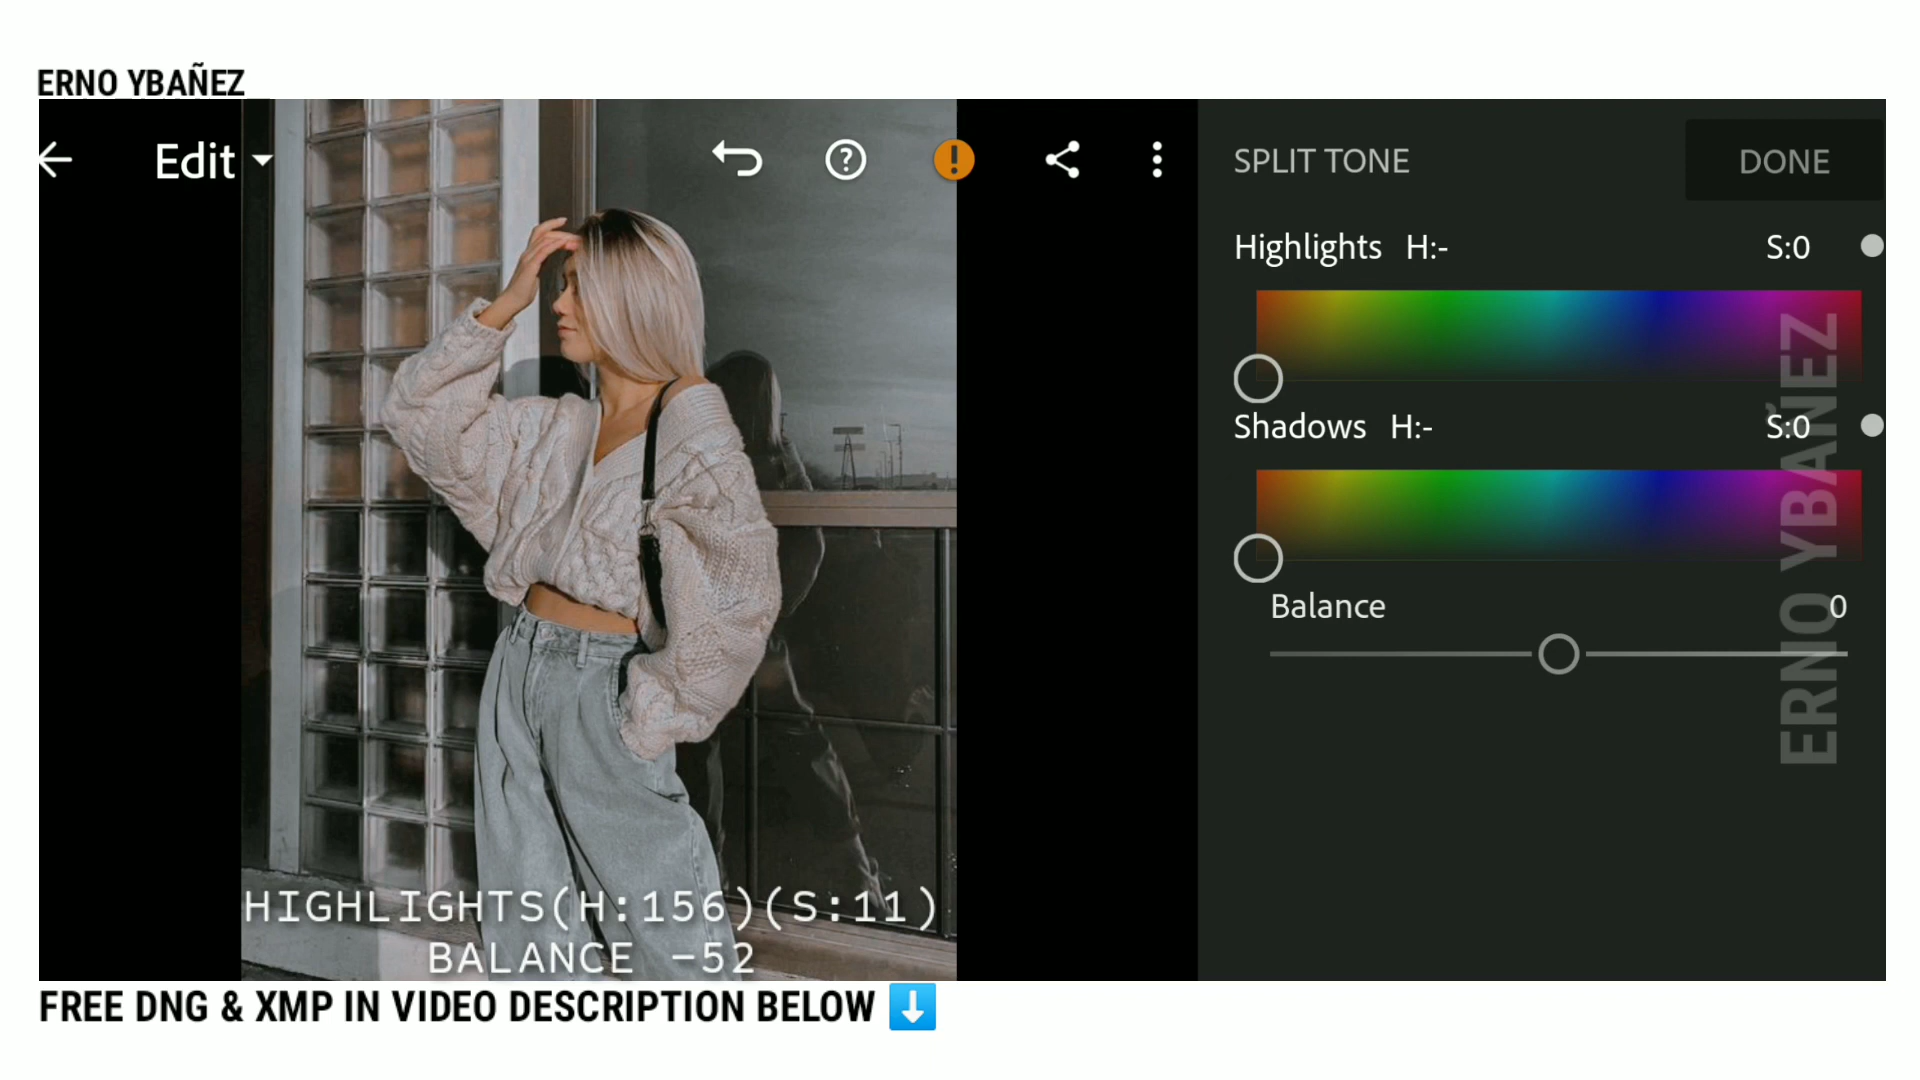 ERNO YBAÑEZ
Edit
SPLIT TONE
DONE
Highlights H:- S:0
Shadows H:- S:0
Balance 0
ERNO YBAÑEZ
HIGHLIGHTS(H:156)(S:11)
BALANCE -52
FREE DNG & XMP IN VIDEO DESCRIPTION BELOW ⬇️